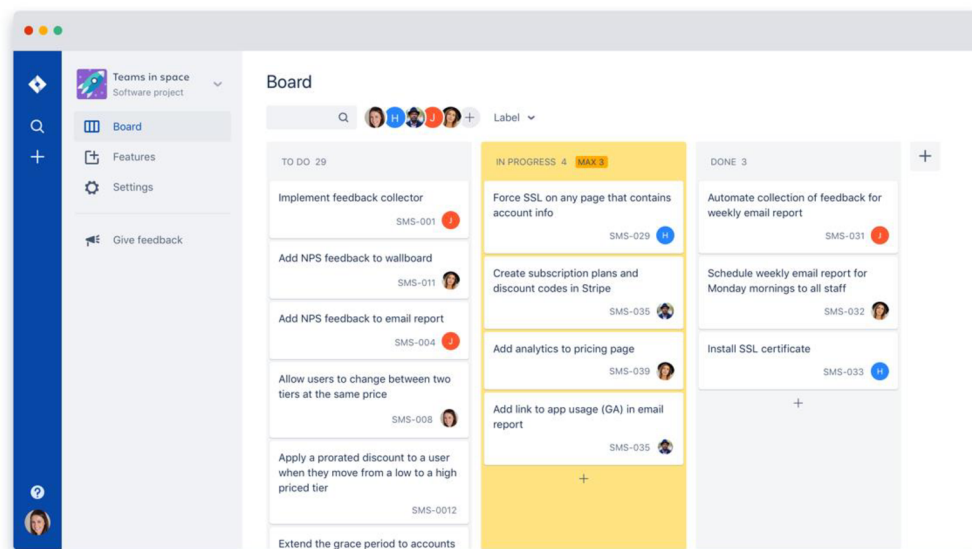 Teams in space
Software project
Board
Features
Settings
Give feedback
Board
H
J
Label
TO DO 29
Implement feedback collector
SMS-001 J
Add NPS feedback to wallboard
SMS-011
Add NPS feedback to email report
SMS-004 J
Allow users to change between two
tiers at the same price
SMS-008
Apply a prorated discount to a user
when they move from a low to a high
priced tier
SMS-0012
Extend the grace period to accounts
IN PROGRESS 4 MAX 3
Force SSL on any page that contains
account info
SMS-029 H
Create subscription plans and
discount codes in Stripe
SMS-035
Add analytics to pricing page
SMS-039
Add link to app usage (GA) in email
report
SMS-035
DONE 3
Automate collection of feedback for
weekly email report
SMS-031 J
Schedule weekly email report for
Monday mornings to all staff
SMS-032
Install SSL certificate
SMS-033 H